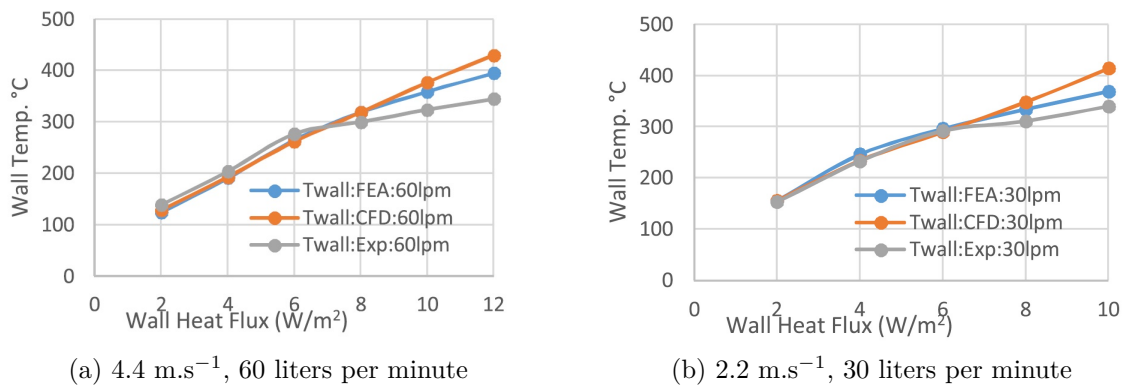 500
400
300
200
100
0
Wall Temp. °C
Twall:FEA:60lpm
Twall:CFD:60lpm
Twall:Exp:60lpm
0 2 4 6 8 10 12
Wall Heat Flux (W/m²)
(a) 4.4 m.s⁻¹, 60 liters per minute
500
400
300
200
100
0
Wall Temp. °C
Twall:FEA:30lpm
Twall:CFD:30lpm
Twall:Exp:30lpm
0 2 4 6 8 10
Wall Heat Flux (W/m²)
(b) 2.2 m.s⁻¹, 30 liters per minute